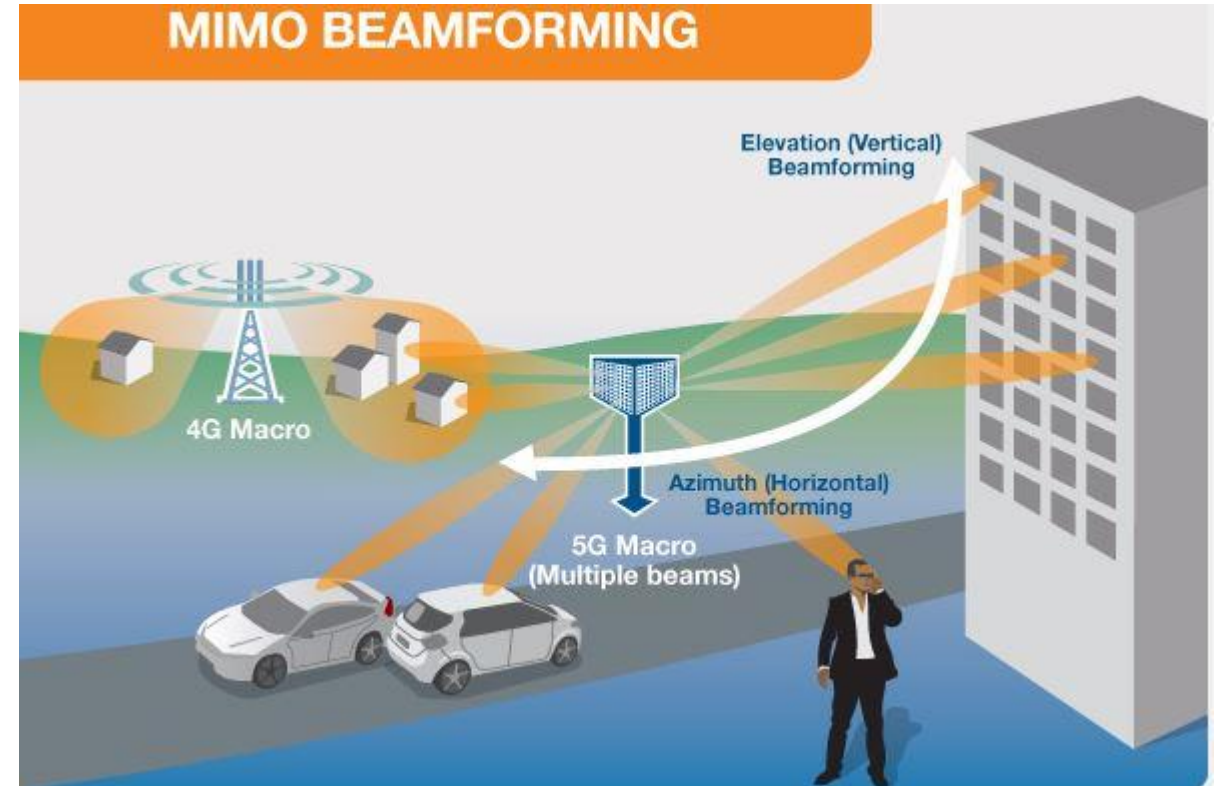 MIMO BEAMFORMING
Elevation (Vertical)
Beamforming
4G Macro
Azimuth (Horizontal)
Beamforming
5G Macro
(Multiple beams)